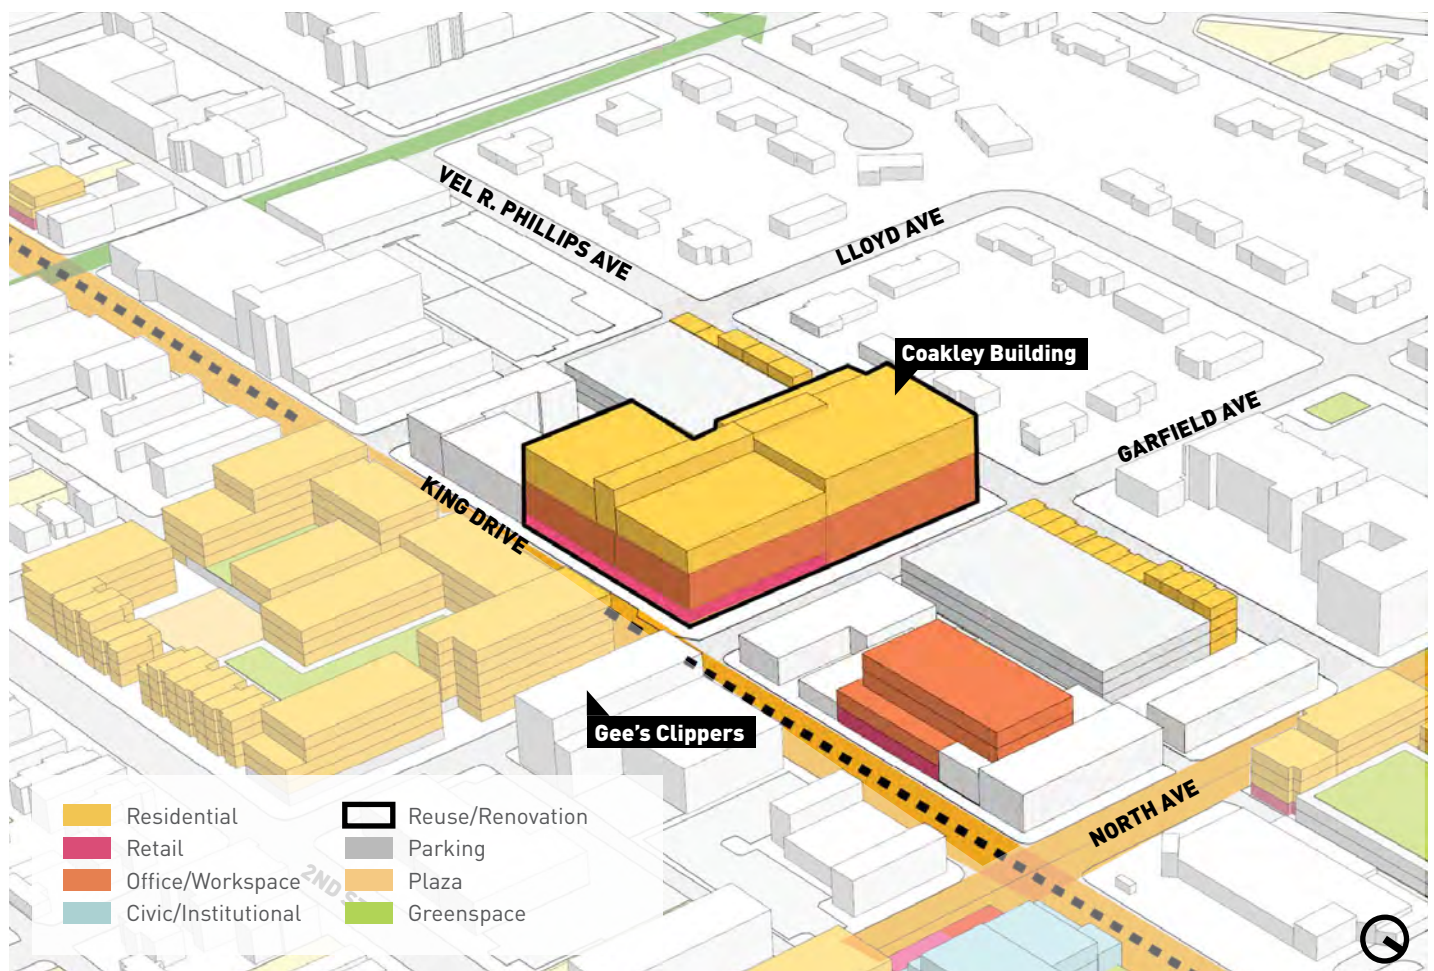 VEL R. PHILLIPS AVE
LLOYD AVE
Coakley Building
GARFIELD AVE
KING DRIVE
Gee's Clippers
NORTH AVE
Residential
Retail
Office/Workspace
Civic/Institutional
Reuse/Renovation
Parking
Plaza
Greenspace
2ND